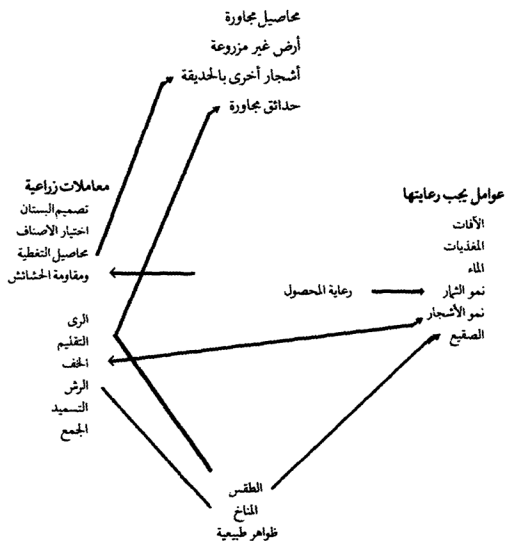 محاصيل مجاورة
أرض غير مزروعة
أشجار أخرى بالحديقة
حدائق مجاورة
عوامل يجب رعايتها
الآفات
المغذيات
الماء
نمو الثمار
نمو الأشجار
الصقيع
رعاية المحصول
معاملات زراعية
تصميم البستان
اختيار الاصناف
محاصيل التغطية
ومقاومة الحشائش
الرى
التقليم
الخف
الرش
التسميد
الجمع
الطقس
المناخ
ظواهر طبيعية